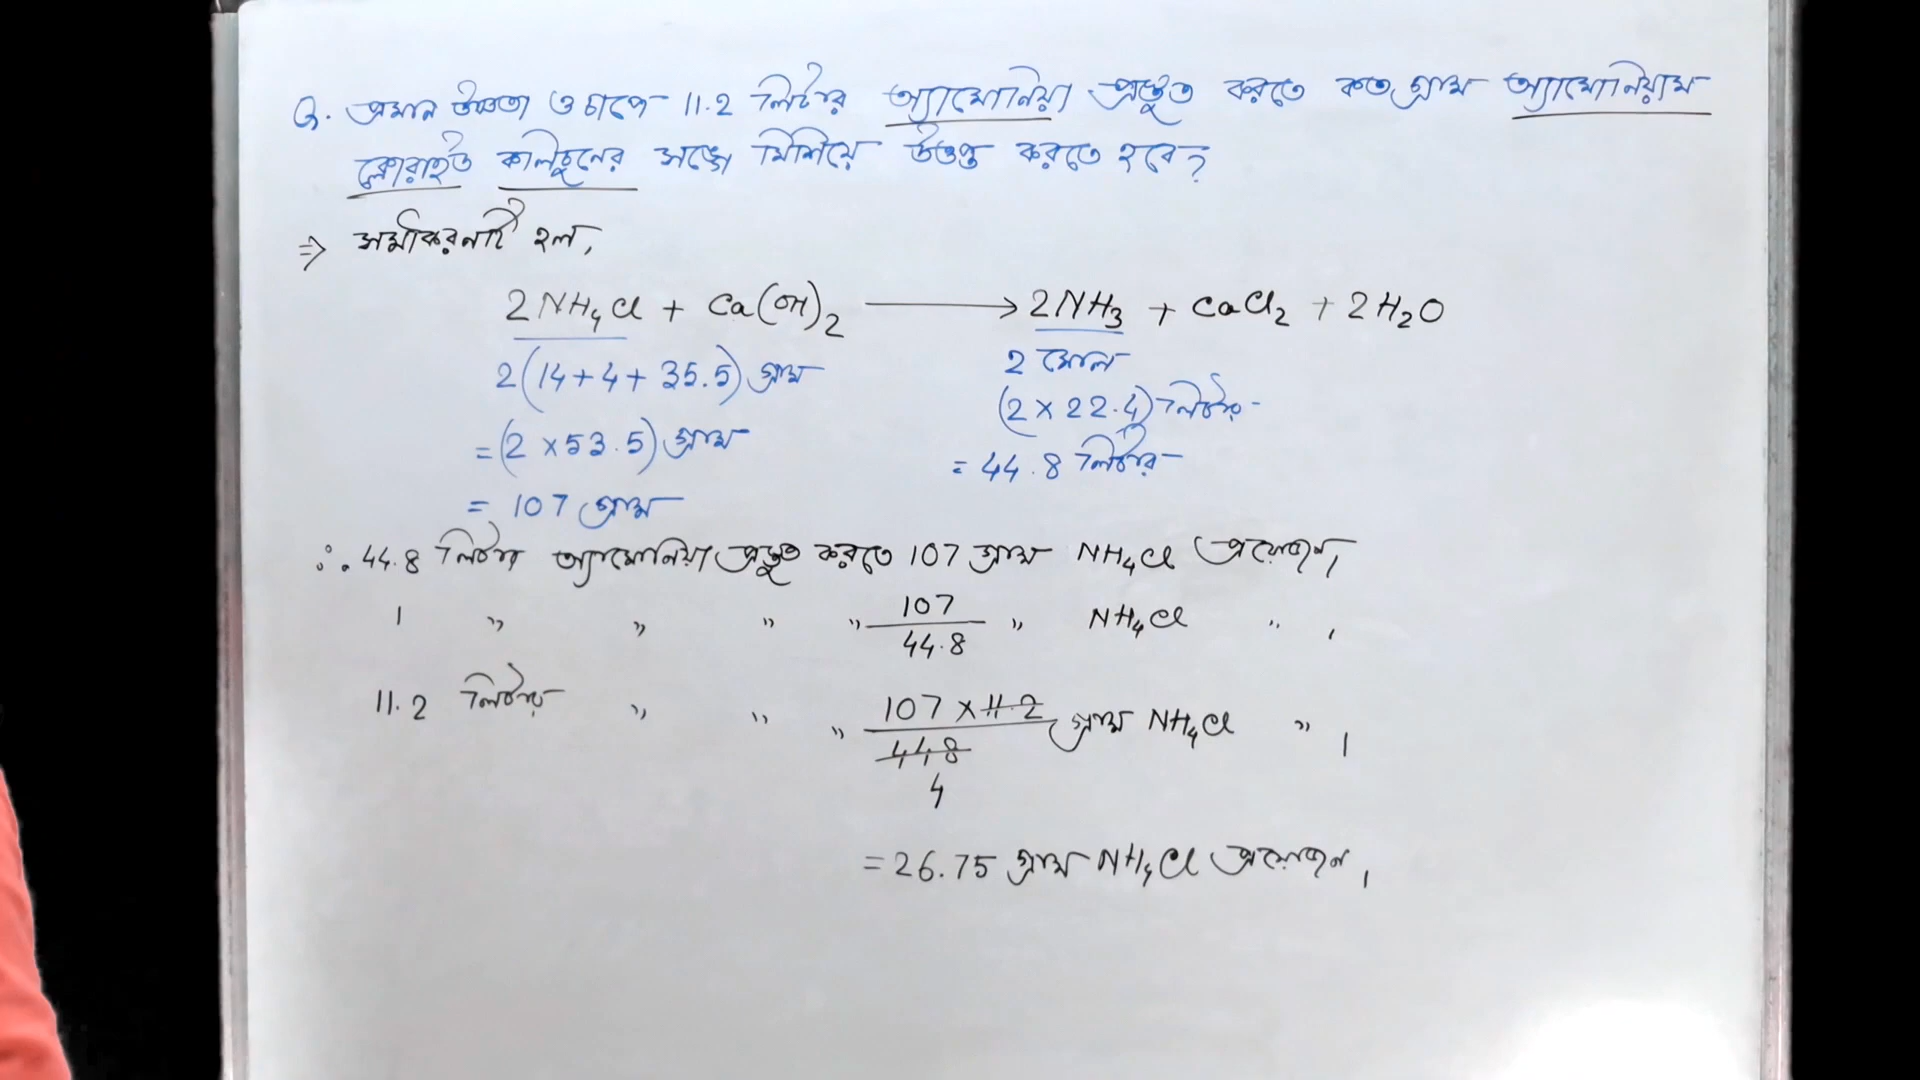 Q. প্রমান উষ্ণতা ও চাপে 11.2 লিটার অ্যামোনিয়া প্রস্তুত করতে কত গ্রাম অ্যামোনিয়াম
ক্লোরাইড কলিচুনের সঙ্গে মিশিয়ে উত্তপ্ত করতে হবে?
⇒ সমীকরনটি হল,
2NH₄Cl + Ca(OH)₂ ⟶ 2NH₃ + CaCl₂ + 2H₂O
2(14+4+35.5) গ্রাম 2 মোল
= (2 × 53.5) গ্রাম (2 × 22.4) লিটার
= 107 গ্রাম = 44.8 লিটার
∴ 44.8 লিটার অ্যামোনিয়া প্রস্তুত করতে 107 গ্রাম NH₄Cl প্রয়োজন,
1 " " " " 107/44.8 " NH₄Cl " ,
11.2 লিটার " " " 107 × 11.2/44.8 গ্রাম NH₄Cl " ।
4
= 26.75 গ্রাম NH₄Cl প্রয়োজন ।